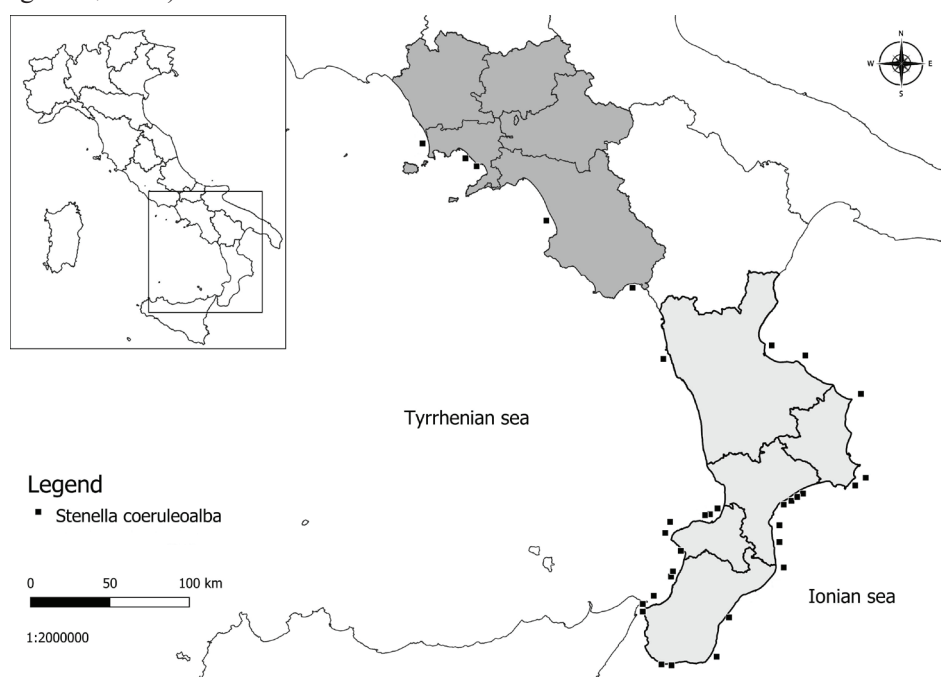 N
W E
S
Tyrrhenian sea
Legend
Stenella coeruleoalba
0 50 100 km
Ionian sea
1:2000000